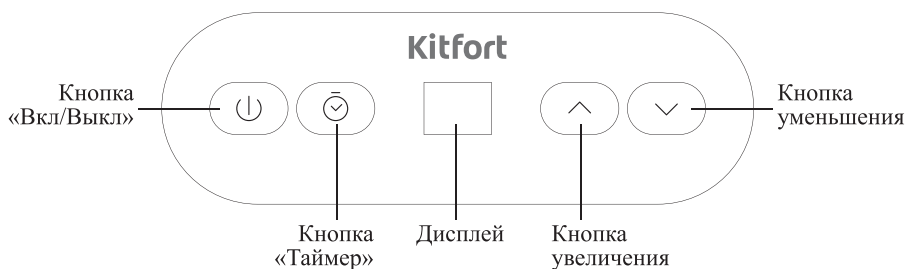 Kitfort
Кнопка
«Вкл/Выкл»
Кнопка
уменьшения
Кнопка
«Таймер»
Дисплей
Кнопка
увеличения